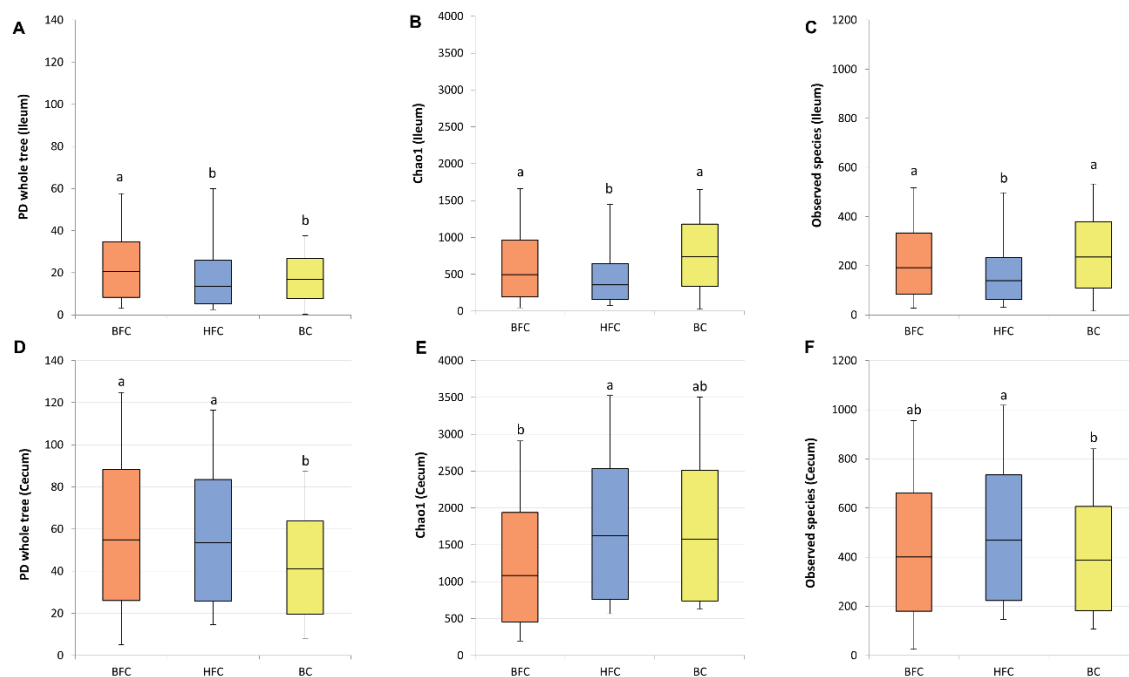 A
PD whole tree (Ileum)
140
120
100
80
60
40
20
0
a
b
b
BFC
HFC
BC
B
Chao1 (Ileum)
4000
3500
3000
2500
2000
1500
1000
500
0
a
b
a
BFC
HFC
BC
C
Observed species (Ileum)
1200
1000
800
600
400
200
0
a
b
a
BFC
HFC
BC
D
PD whole tree (Cecum)
140
120
100
80
60
40
20
0
a
a
b
BFC
HFC
BC
E
Chao1 (Cecum)
4000
3500
3000
2500
2000
1500
1000
500
0
b
a
ab
BFC
HFC
BC
F
Observed species (Cecum)
1200
1000
800
600
400
200
0
ab
a
b
BFC
HFC
BC